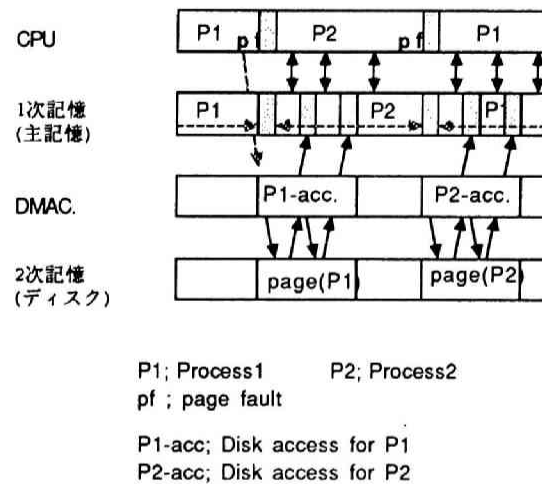 CPU
P1 pf P2 pf P1
1次記憶
(主記憶)
P1 P2 P1
DMAC.
P1-acc. P2-acc.
2次記憶
(ディスク)
page(P1) page(P2)
P1; Process1 P2; Process2
pf ; page fault
P1-acc; Disk access for P1
P2-acc; Disk access for P2